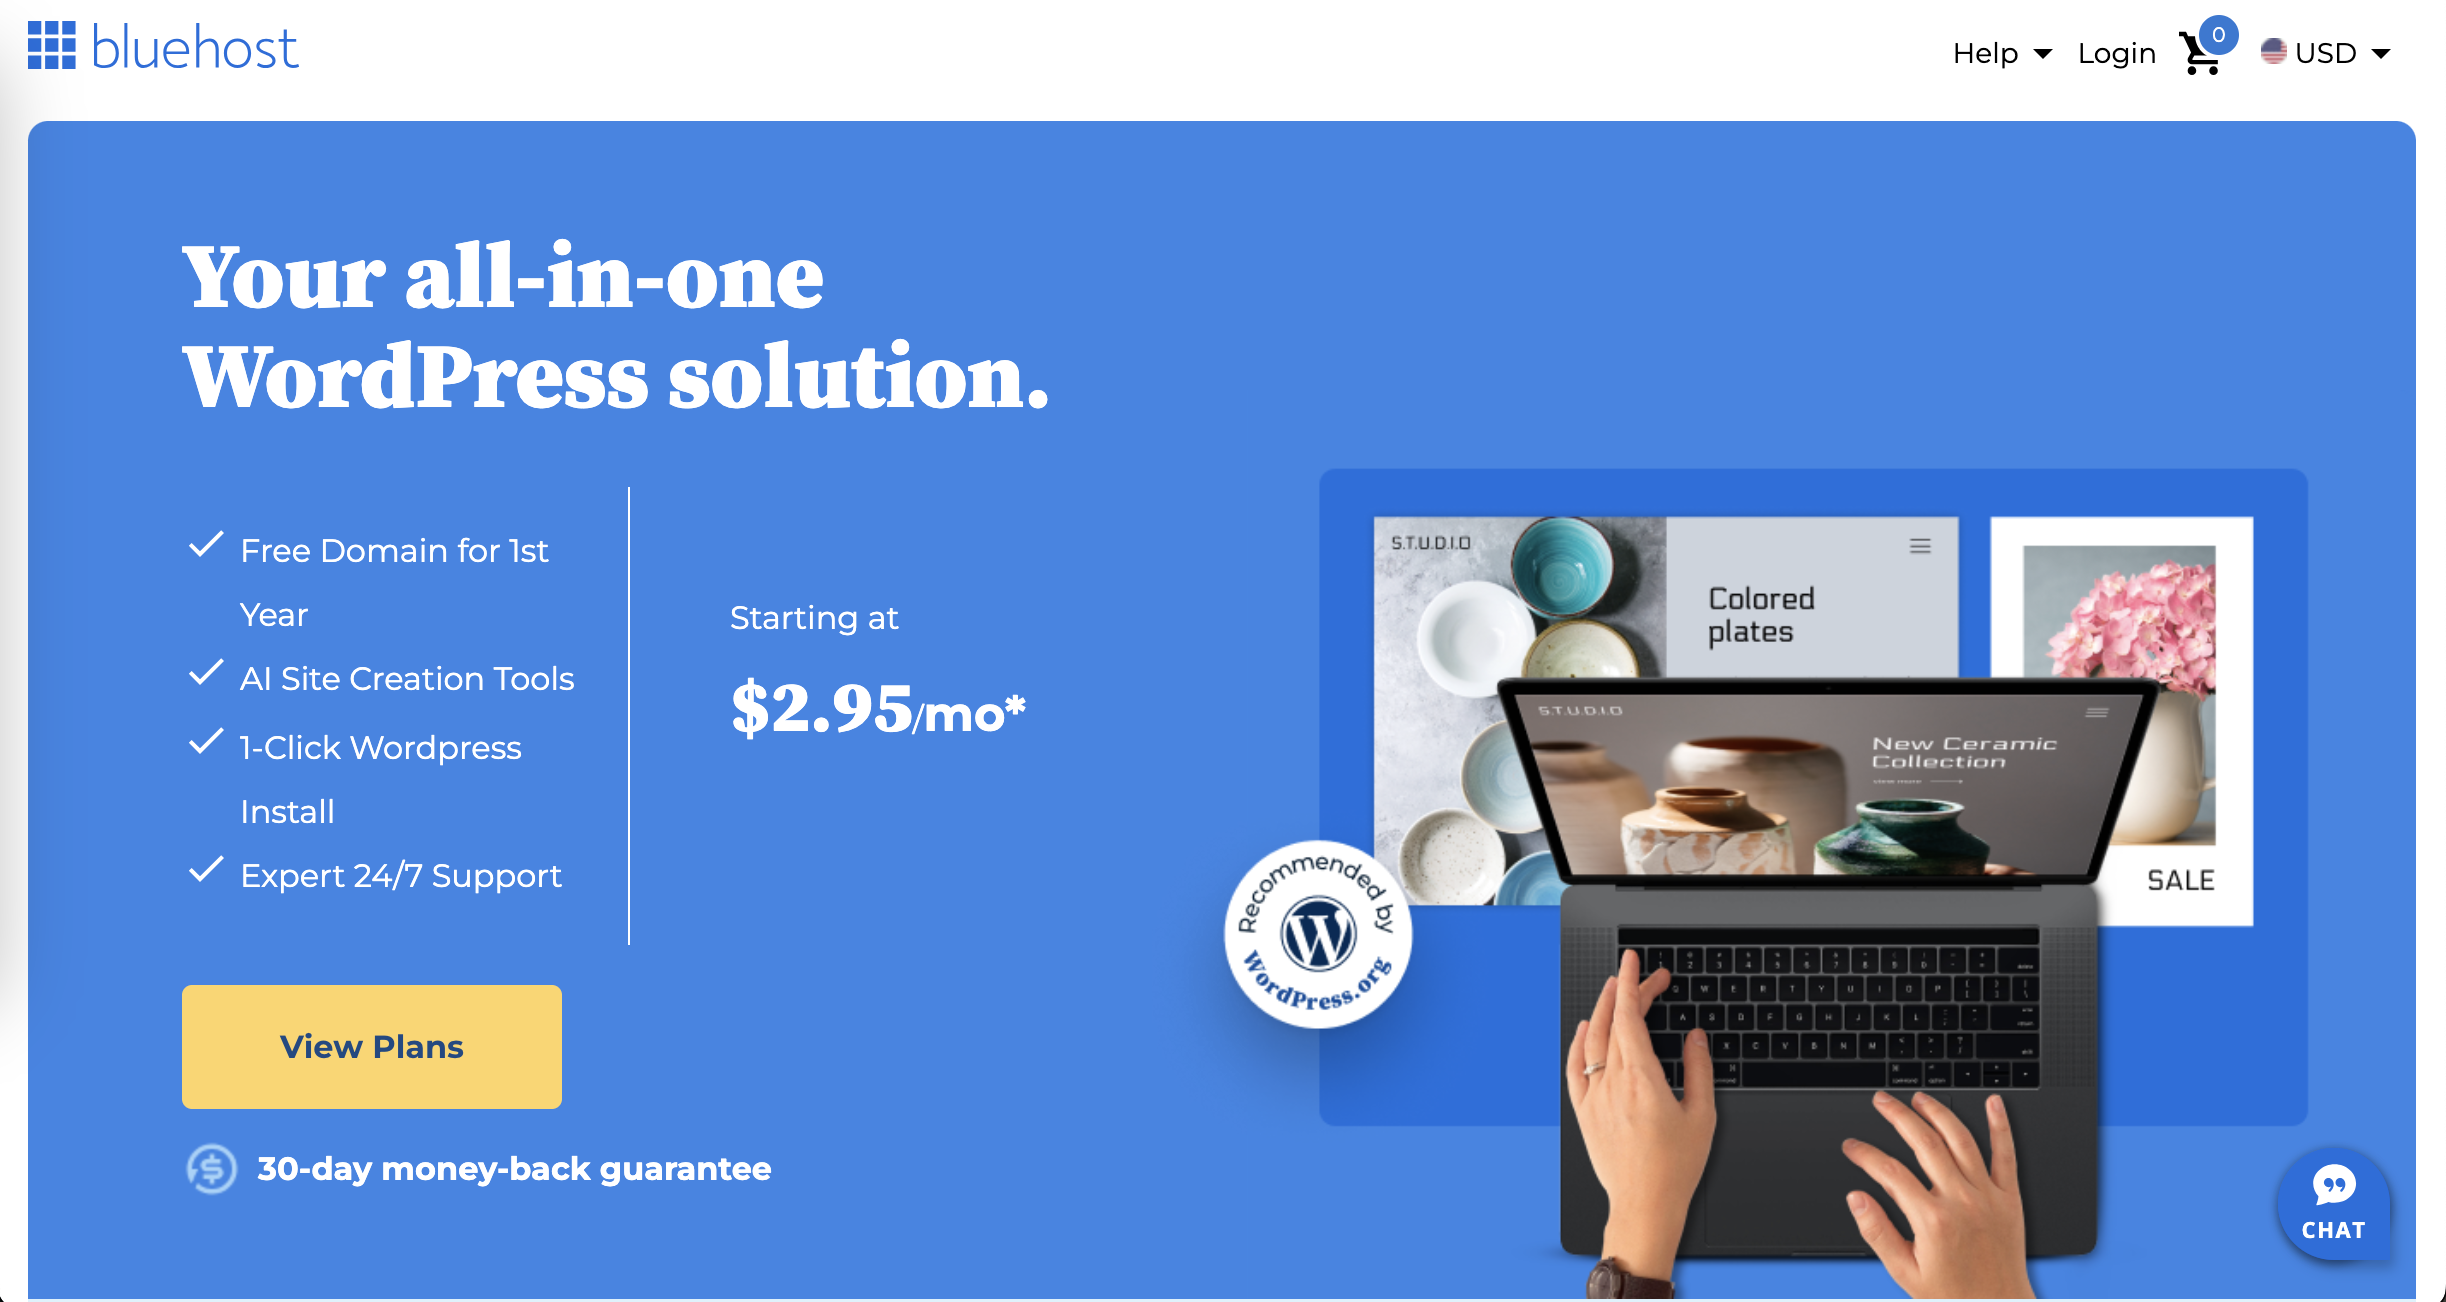 bluehost
Help
Login
0
USD
Your all-in-one
WordPress solution.
Free Domain for 1st
Year
AI Site Creation Tools
1-Click Wordpress
Install
Expert 24/7 Support
Starting at
$2.95/mo*
View Plans
30-day money-back guarantee
S.T.U.D.I.O
Colored
plates
S.T.U.D.I.O
New Ceramic
Collection
view more
SALE
Recommended by
WordPress.org
CHAT